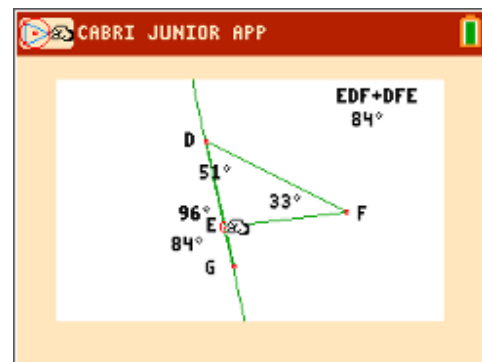 CABRI JUNIOR APP
EDF+DFE
84°
D
51°
33°
F
96°
E
84°
G